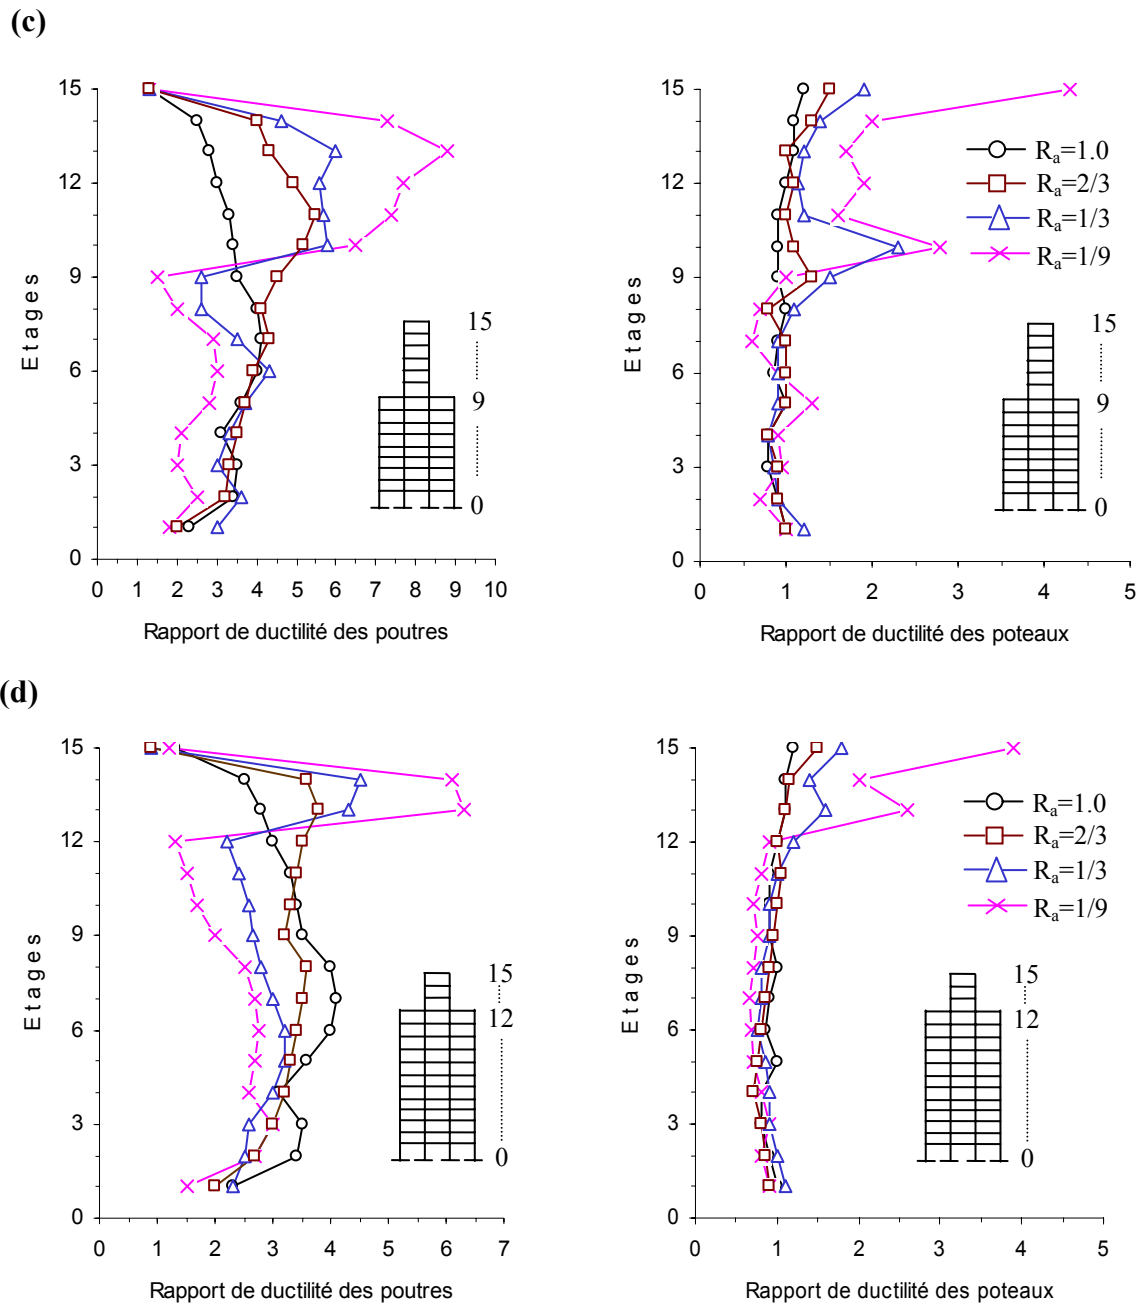 (c)
15
12
9
6
3
0
Etages
0 1 2 3 4 5 6 7 8 9 10
Rapport de ductilité des poutres
15
9
0
15
12
9
6
3
0
Etages
0 1 2 3 4 5
Rapport de ductilité des poteaux
Ra=1.0
Ra=2/3
Ra=1/3
Ra=1/9
15
9
0
(d)
15
12
9
6
3
0
Etages
0 1 2 3 4 5 6 7
Rapport de ductilité des poutres
15
12
0
15
12
9
6
3
0
Etages
0 1 2 3 4 5
Rapport de ductilité des poteaux
Ra=1.0
Ra=2/3
Ra=1/3
Ra=1/9
15
12
0